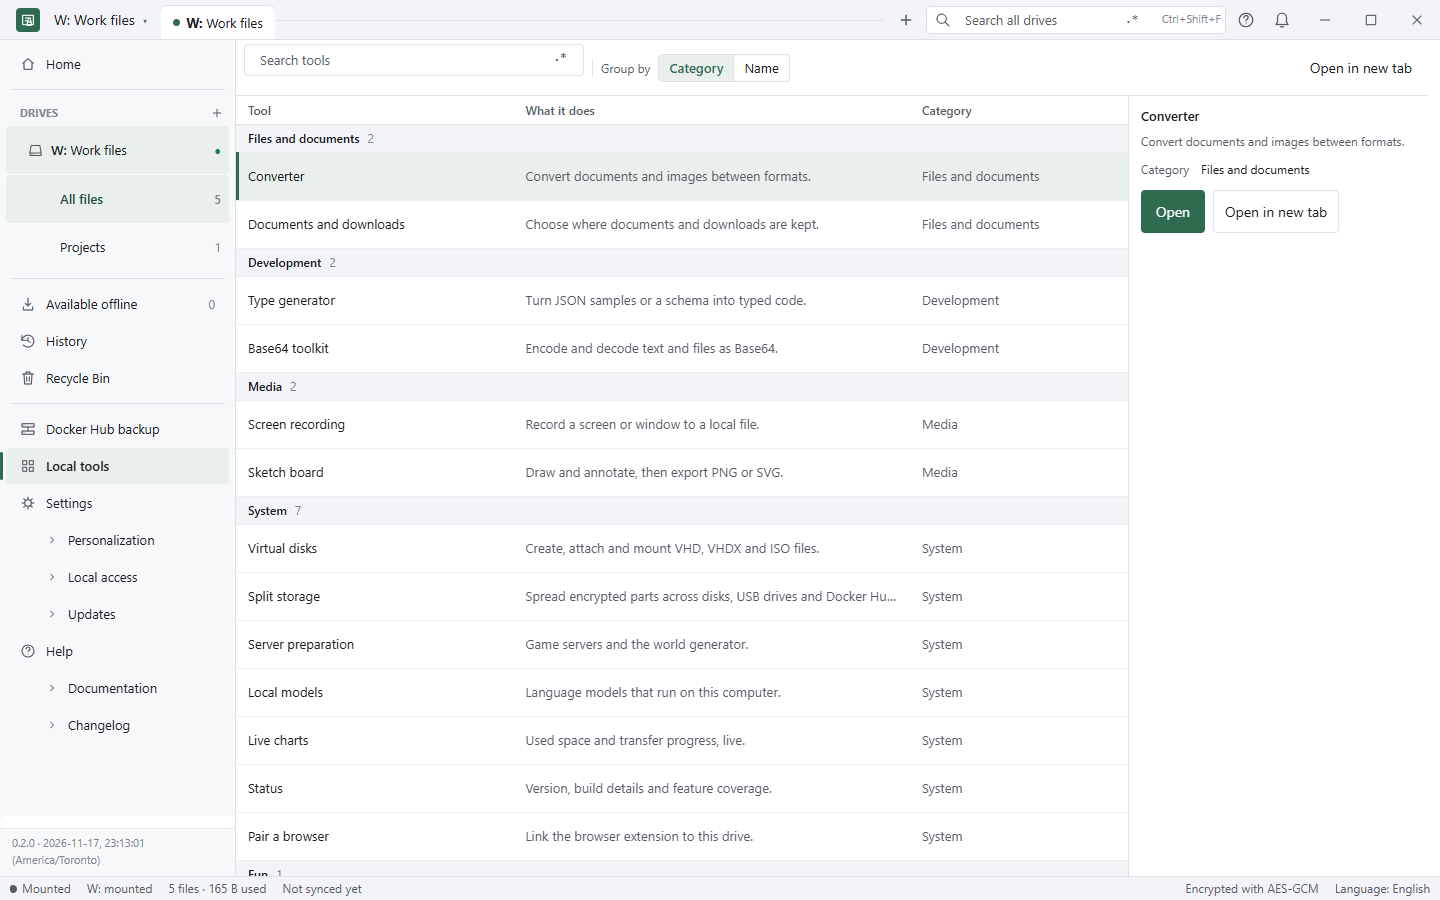 W: Work files
W: Work files
Search all drives
.*
Ctrl+Shift+F
Home
DRIVES
W: Work files
All files 5
Projects 1
Available offline 0
History
Recycle Bin
Docker Hub backup
Local tools
Settings
Personalization
Local access
Updates
Help
Documentation
Changelog
0.2.0 · 2026-11-17, 23:13:01
(America/Toronto)
Search tools .*
Group by Category Name
Open in new tab
Tool What it does Category
Files and documents 2
Converter Convert documents and images between formats. Files and documents
Documents and downloads Choose where documents and downloads are kept. Files and documents
Development 2
Type generator Turn JSON samples or a schema into typed code. Development
Base64 toolkit Encode and decode text and files as Base64. Development
Media 2
Screen recording Record a screen or window to a local file. Media
Sketch board Draw and annotate, then export PNG or SVG. Media
System 7
Virtual disks Create, attach and mount VHD, VHDX and ISO files. System
Split storage Spread encrypted parts across disks, USB drives and Docker Hu... System
Server preparation Game servers and the world generator. System
Local models Language models that run on this computer. System
Live charts Used space and transfer progress, live. System
Status Version, build details and feature coverage. System
Pair a browser Link the browser extension to this drive. System
Fun 1
Converter
Convert documents and images between formats.
Category Files and documents
Open Open in new tab
Mounted W: mounted 5 files · 165 B used Not synced yet
Encrypted with AES-GCM Language: English